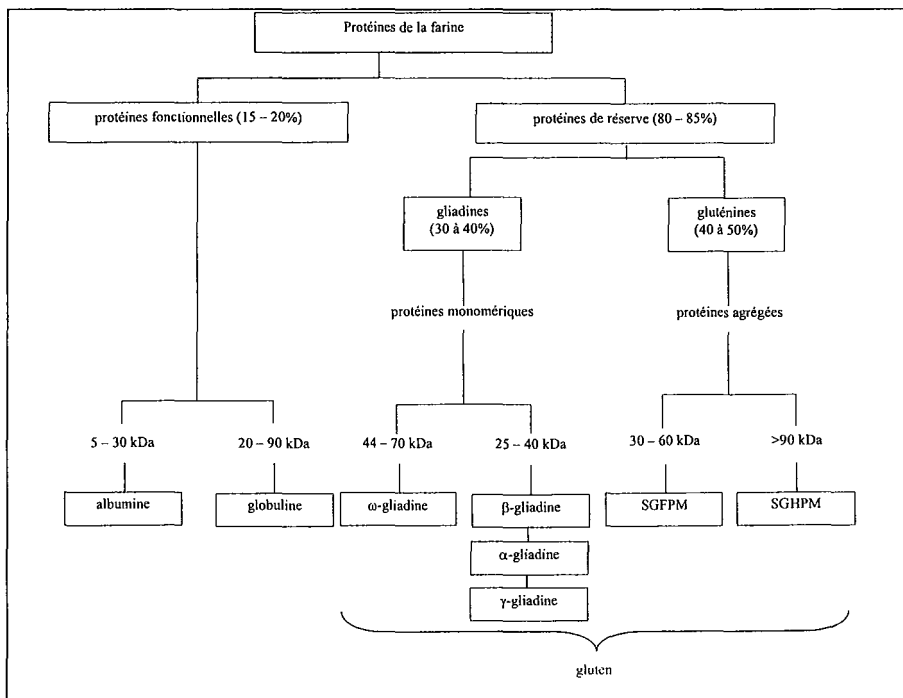 Protéines de la farine
protéines fonctionnelles (15 – 20%)
protéines de réserve (80 – 85%)
gliadines
(30 à 40%)
gluténines
(40 à 50%)
protéines monomériques
protéines agrégées
5 – 30 kDa
20 – 90 kDa
44 – 70 kDa
25 – 40 kDa
30 – 60 kDa
>90 kDa
albumine
globuline
ω-gliadine
β-gliadine
SGFPM
SGHPM
α-gliadine
γ-gliadine
gluten